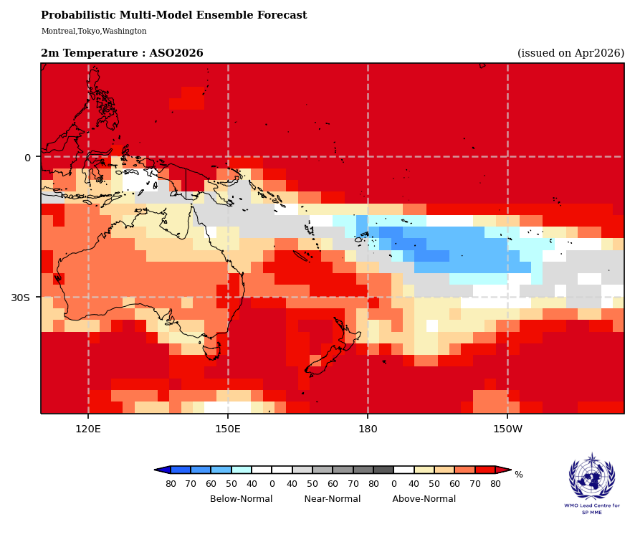 Probabilistic Multi-Model Ensemble Forecast
Montreal,Tokyo,Washington
2m Temperature : ASO2026 (issued on Apr2026)
0
30S
120E 150E 180 150W
80 70 60 50 40 0 40 50 60 70 80 0 40 50 60 70 80 %
Below-Normal Near-Normal Above-Normal
WMO Lead Centre for
LRF MME